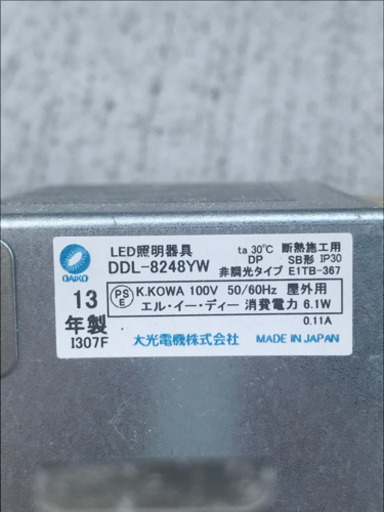 LED照明器具 ta 30℃ 断熱施工用
DAIKO DDL-8248YW DP SB形 IP30
非調光タイプ E1TB-367
13 PSE K.KOWA 100V 50/60Hz 屋外用
年製 エル・イー・ディー 消費電力 6.1W
0.11A
I307F 大光電機株式会社 MADE IN JAPAN